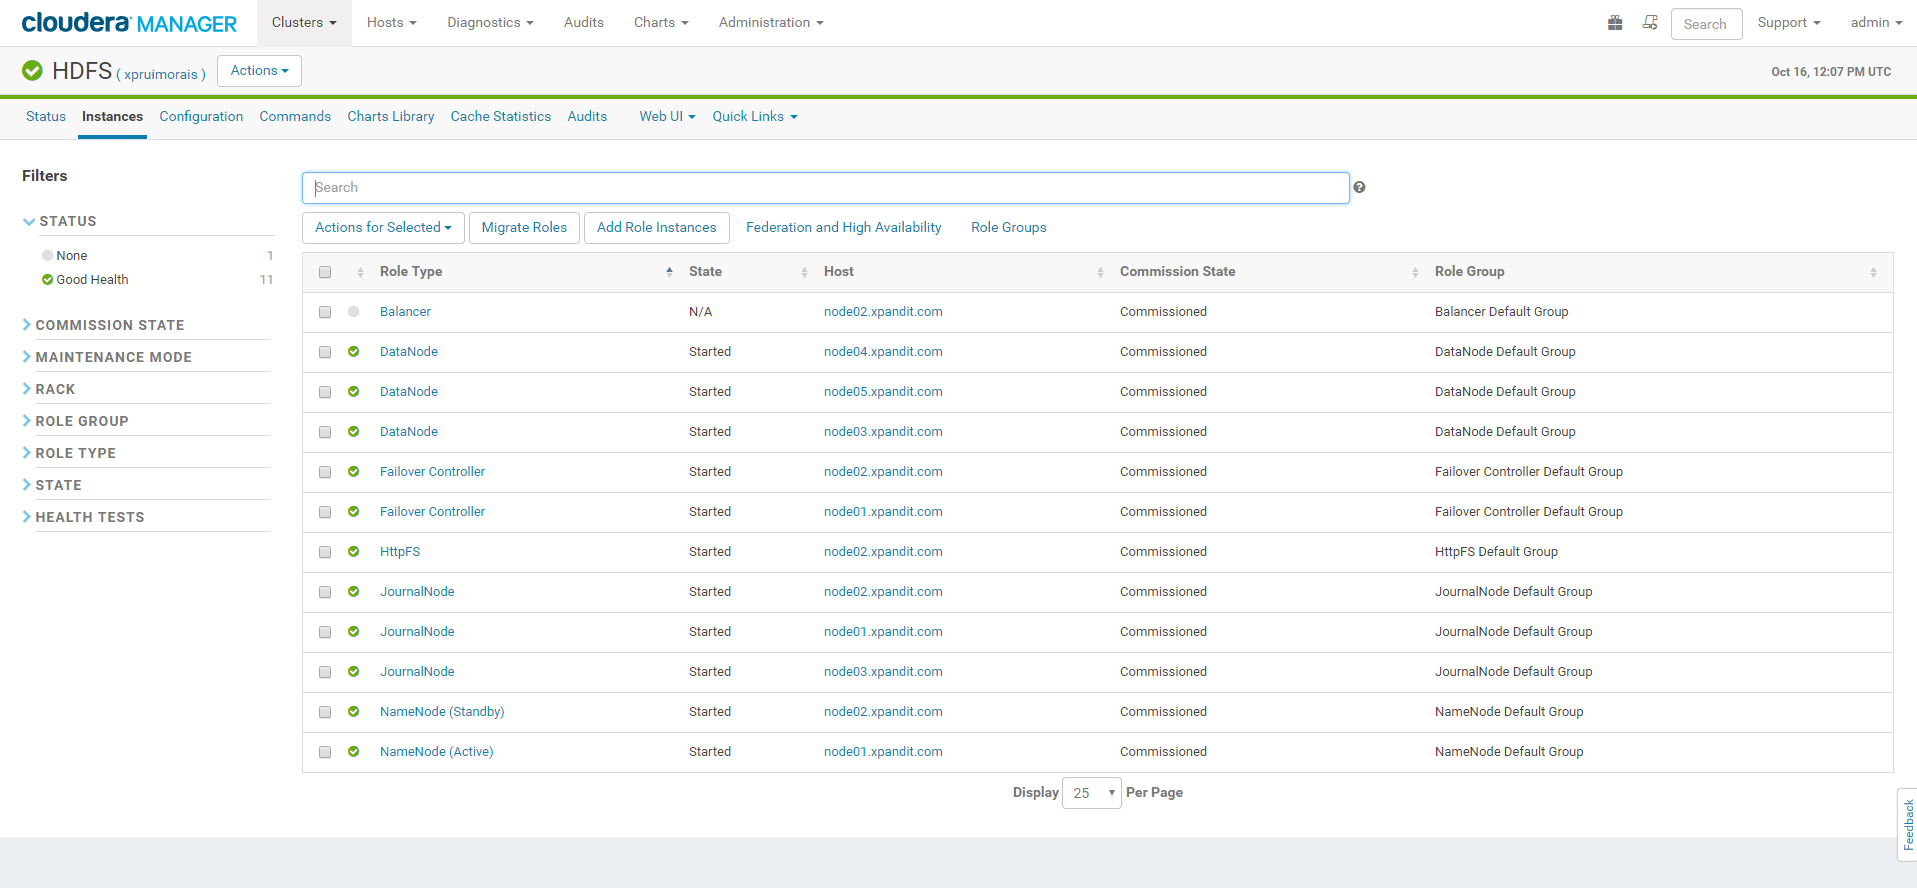 cloudera MANAGER Clusters Hosts Diagnostics Audits Charts Administration Search Support admin
HDFS ( xpruimorais ) Actions Oct 16, 12:07 PM UTC
Status Instances Configuration Commands Charts Library Cache Statistics Audits Web UI Quick Links
Filters
STATUS
None 1
Good Health 11
COMMISSION STATE
MAINTENANCE MODE
RACK
ROLE GROUP
ROLE TYPE
STATE
HEALTH TESTS
Search ?
Actions for Selected Migrate Roles Add Role Instances Federation and High Availability Role Groups
Role Type State Host Commission State Role Group
Balancer N/A node02.xpandit.com Commissioned Balancer Default Group
DataNode Started node04.xpandit.com Commissioned DataNode Default Group
DataNode Started node05.xpandit.com Commissioned DataNode Default Group
DataNode Started node03.xpandit.com Commissioned DataNode Default Group
Failover Controller Started node02.xpandit.com Commissioned Failover Controller Default Group
Failover Controller Started node01.xpandit.com Commissioned Failover Controller Default Group
HttpFS Started node02.xpandit.com Commissioned HttpFS Default Group
JournalNode Started node02.xpandit.com Commissioned JournalNode Default Group
JournalNode Started node01.xpandit.com Commissioned JournalNode Default Group
JournalNode Started node03.xpandit.com Commissioned JournalNode Default Group
NameNode (Standby) Started node02.xpandit.com Commissioned NameNode Default Group
NameNode (Active) Started node01.xpandit.com Commissioned NameNode Default Group
Display 25 Per Page
Feedback